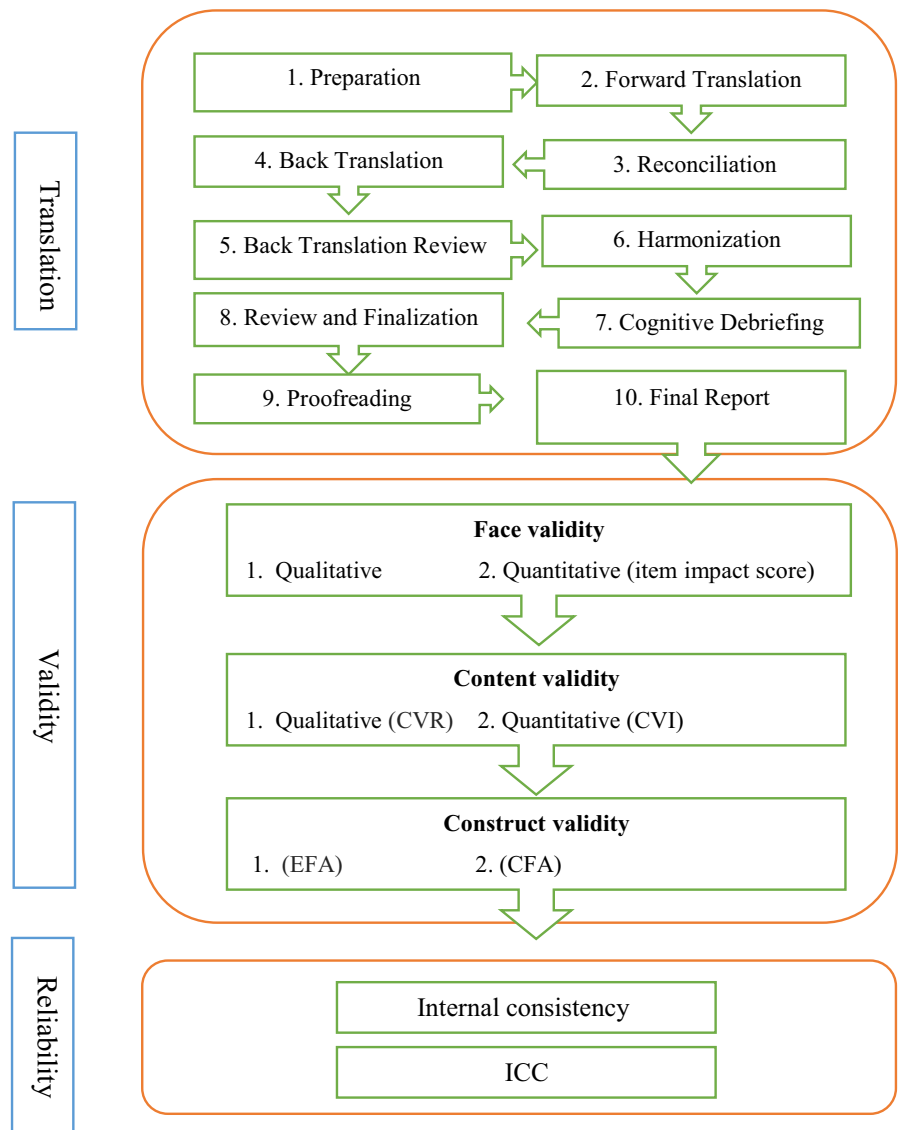 Translation
1. Preparation
2. Forward Translation
4. Back Translation
3. Reconciliation
5. Back Translation Review
6. Harmonization
8. Review and Finalization
7. Cognitive Debriefing
9. Proofreading
10. Final Report
Validity
Face validity
1. Qualitative 2. Quantitative (item impact score)
Content validity
1. Qualitative (CVR) 2. Quantitative (CVI)
Construct validity
1. (EFA) 2. (CFA)
Reliability
Internal consistency
ICC